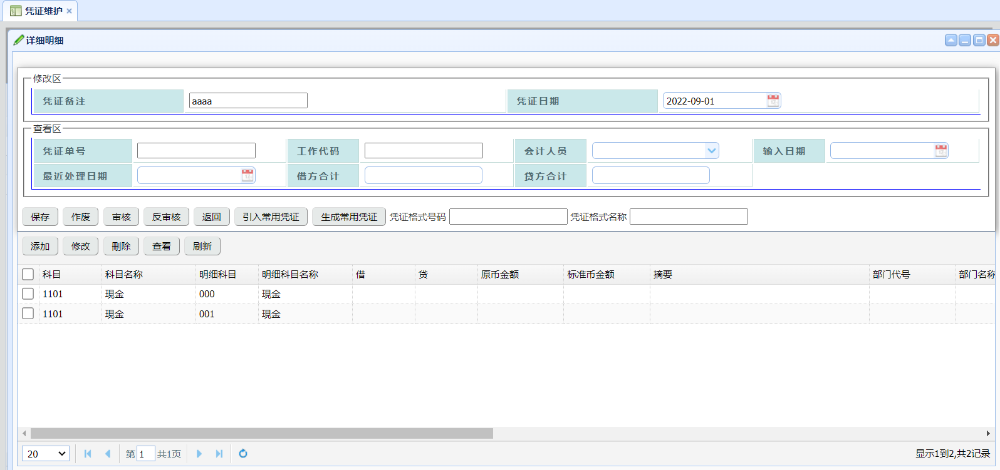 凭证维护
详细明细
修改区
凭证备注 aaaa 凭证日期 2022-09-01
查看区
凭证单号 工作代码 会计人员 输入日期
最近处理日期 借方合计 贷方合计
保存 作废 审核 反审核 返回 引入常用凭证 生成常用凭证 凭证格式号码 凭证格式名称
添加 修改 刪除 查看 刷新
科目 科目名称 明细科目 明细科目名称 借 贷 原币金额 标准币金额 摘要 部门代号 部门名称
1101 現金 000 現金
1101 現金 001 現金
20 第 1 共1页 显示1到2,共2记录